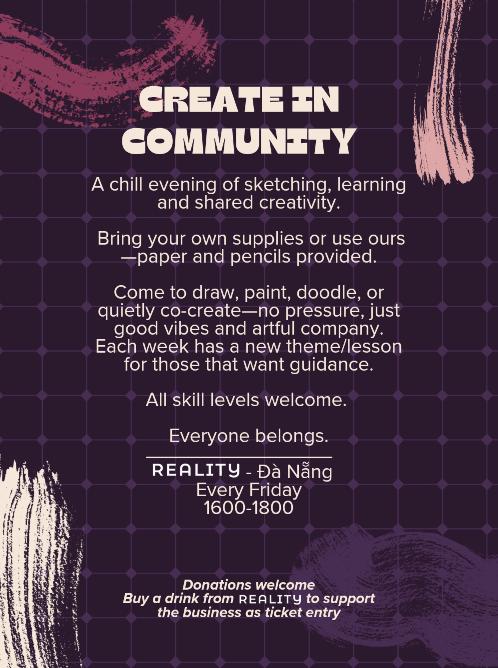 CREATE IN
COMMUNITY
A chill evening of sketching, learning
and shared creativity.
Bring your own supplies or use ours
—paper and pencils provided.
Come to draw, paint, doodle, or
quietly co-create—no pressure, just
good vibes and artful company.
Each week has a new theme/lesson
for those that want guidance.
All skill levels welcome.
Everyone belongs.
REALITY - Đà Nẵng
Every Friday
1600-1800
Donations welcome
Buy a drink from REALITY to support
the business as ticket entry